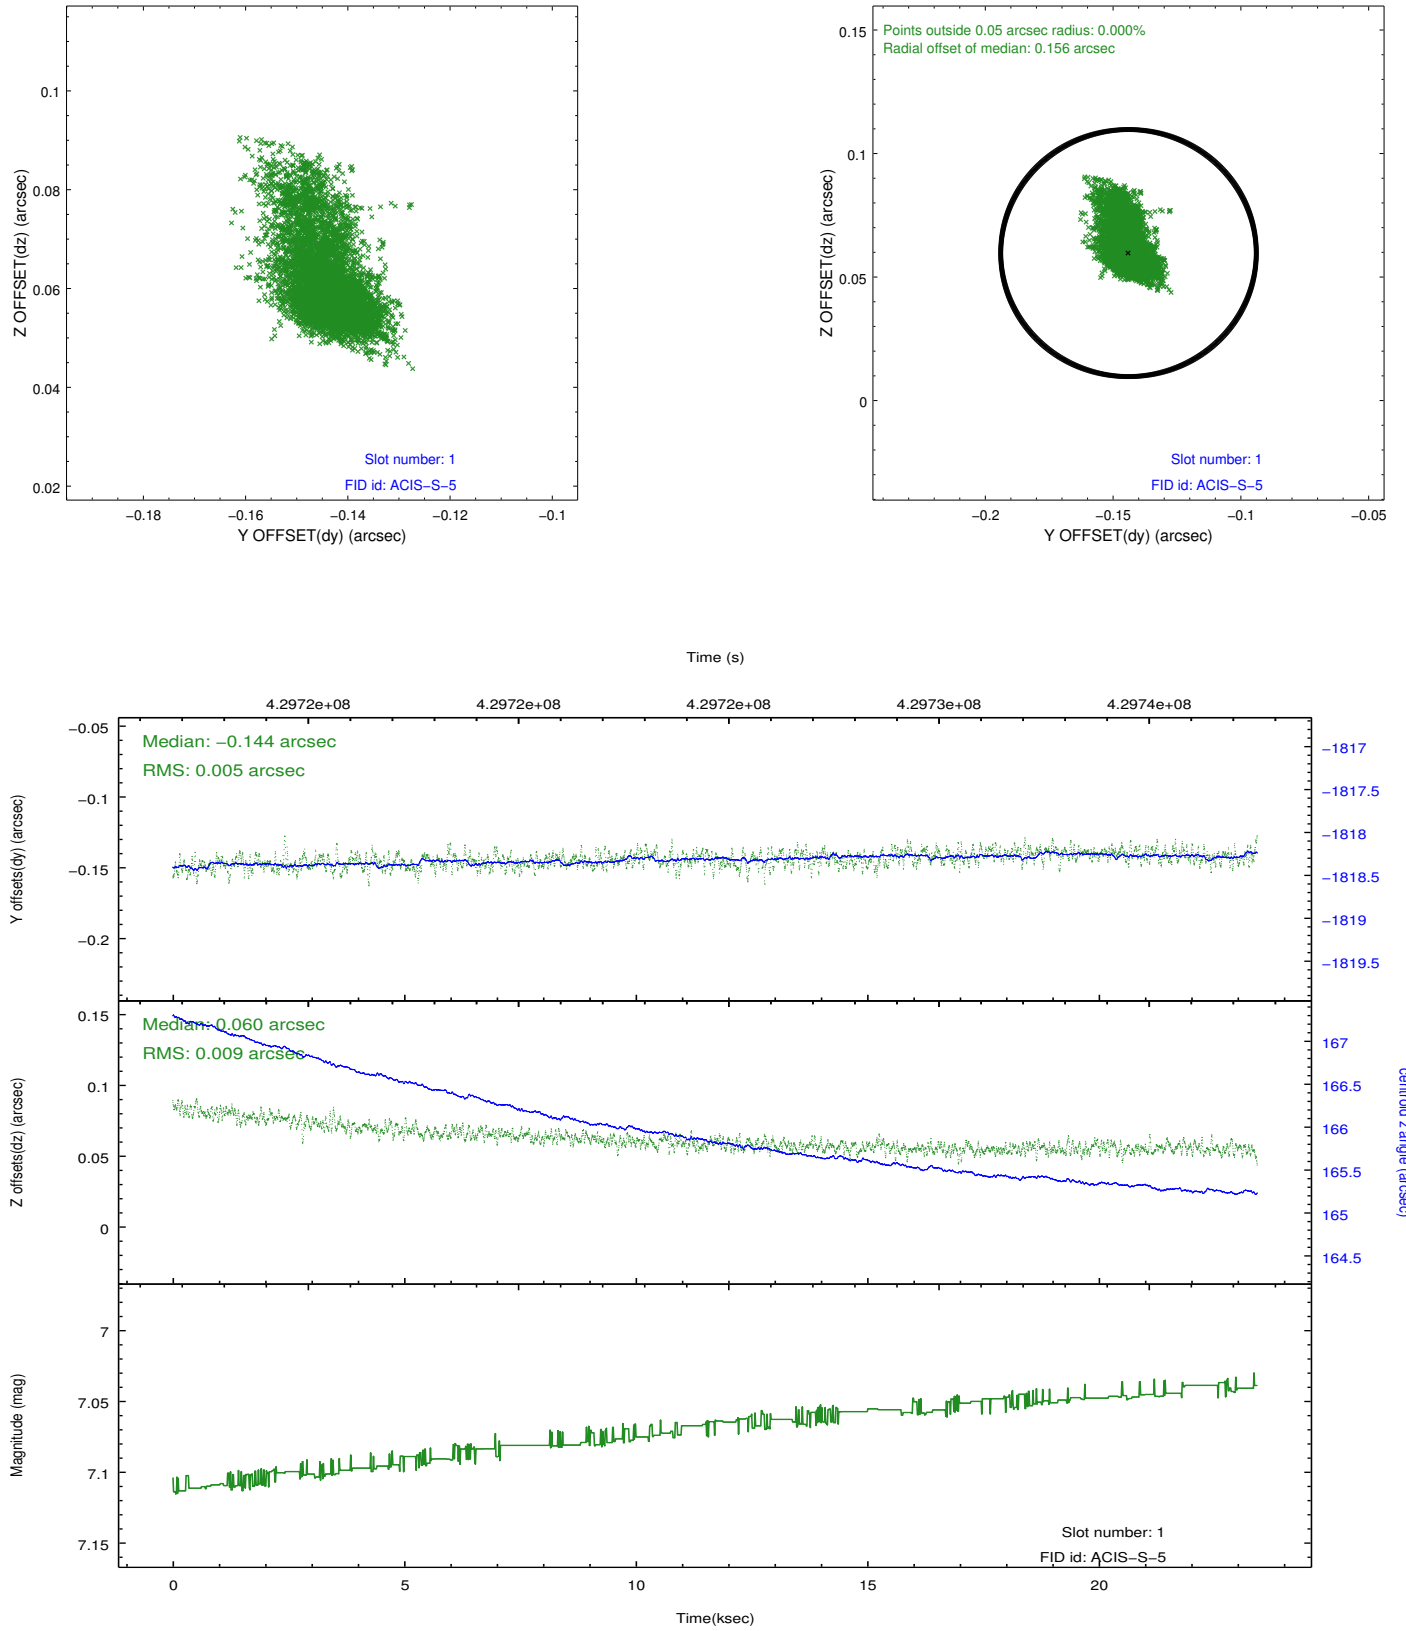 0.1
0.08
0.06
0.04
0.02
Z OFFSET(dz) (arcsec)
Slot number: 1
FID id: ACIS−S−5
−0.18
−0.16
−0.14
−0.12
−0.1
Y OFFSET(dy) (arcsec)
Points outside 0.05 arcsec radius: 0.000%
Radial offset of median: 0.156 arcsec
0.15
0.1
0.05
0
Z OFFSET(dz) (arcsec)
Slot number: 1
FID id: ACIS−S−5
−0.2
−0.15
−0.1
−0.05
Y OFFSET(dy) (arcsec)
Time (s)
4.2972e+08
4.2972e+08
4.2972e+08
4.2973e+08
4.2974e+08
Median: −0.144 arcsec
RMS: 0.005 arcsec
−0.05
−0.1
−0.15
−0.2
Y offsets(dy) (arcsec)
−1817
−1817.5
−1818
−1818.5
−1819
−1819.5
Median: 0.060 arcsec
RMS: 0.009 arcsec
0.15
0.1
0.05
0
Z offsets(dz) (arcsec)
167
166.5
166
165.5
165
164.5
centroid z angle (arcsec)
7
7.05
7.1
7.15
Magnitude (mag)
Slot number: 1
FID id: ACIS−S−5
0
5
10
15
20
Time(ksec)